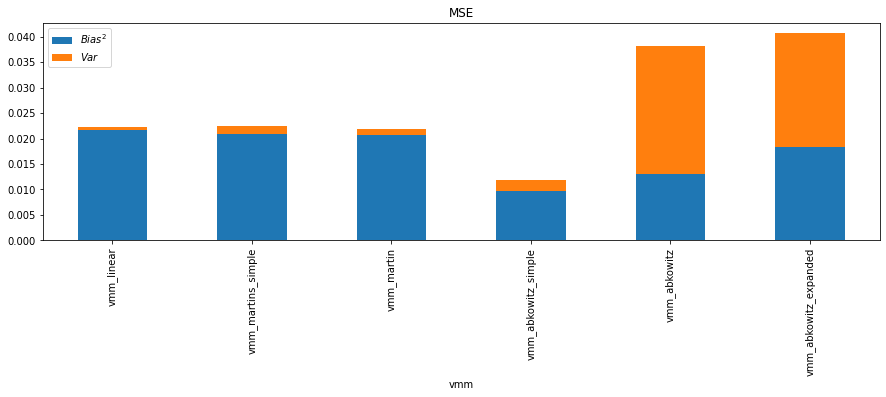 MSE
Bias²
Var
0.040
0.035
0.030
0.025
0.020
0.015
0.010
0.005
0.000
vmm_linear
vmm_martins_simple
vmm_martin
vmm_abkowitz_simple
vmm_abkowitz
vmm_abkowitz_expanded
vmm